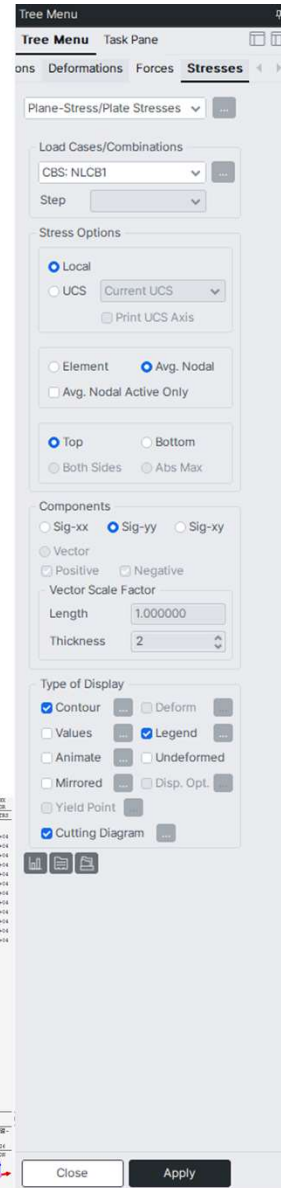 Tree Menu
Tree Menu Task Pane
ons Deformations Forces Stresses
Plane-Stress/Plate Stresses ...
Load Cases/Combinations
CBS: NLCB1 ...
Step
Stress Options
Local
UCS Current UCS
Print UCS Axis
Element Avg. Nodal
Avg. Nodal Active Only
Top Bottom
Both Sides Abs Max
Components
Sig-xx Sig-yy Sig-xy
Vector
Positive Negative
Vector Scale Factor
Length 1.000000
Thickness 2
Type of Display
Contour ... Deform ...
Values ... Legend ...
Animate ... Undeformed
Mirrored ... Disp. Opt. ...
Yield Point ...
Cutting Diagram ...
Close Apply